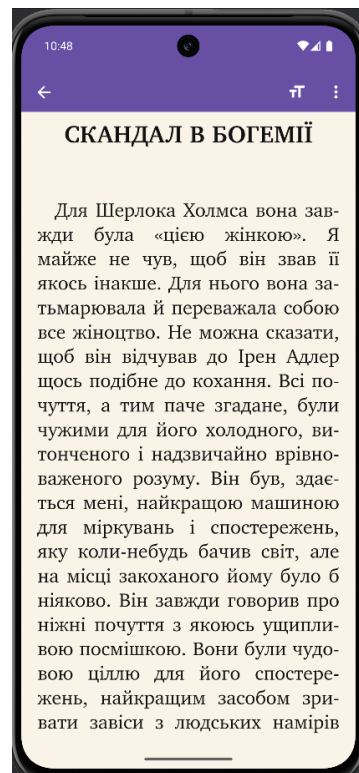 10:48
СКАНДАЛ В БОГЕМІЇ
Для Шерлока Холмса вона зав-
жди була «цією жінкою». Я
майже не чув, щоб він звав її
якось інакше. Для нього вона за-
тьмарювала й переважала собою
все жіноцтво. Не можна сказати,
щоб він відчував до Ірен Адлер
щось подібне до кохання. Всі по-
чуття, а тим паче згадане, були
чужими для його холодного, ви-
тонченого і надзвичайно врівно-
важеного розуму. Він був, здає-
ться мені, найкращою машиною
для міркувань і спостережень,
яку коли-небудь бачив світ, але
на місці закоханого йому було б
ніяково. Він завжди говорив про
ніжні почуття з якоюсь ущипли-
вою посмішкою. Вони були чудо-
вою ціллю для його спостере-
жень, найкращим засобом зри-
вати завіси з людських намірів